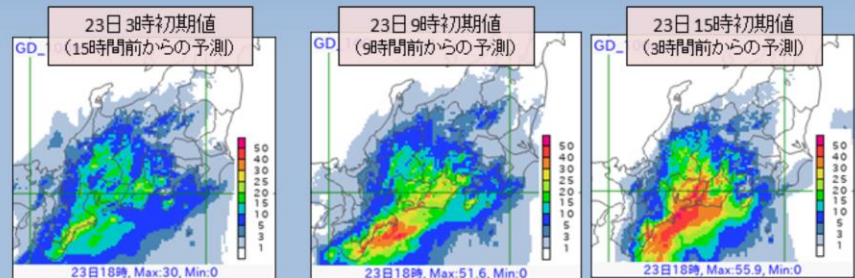 23日3時初期値
（15時間前からの予測）
GD_10
50
40
30
25
20
15
10
5
3
1
23日18時, Max:30, Min:0
23日9時初期値
（9時間前からの予測）
GD_
50
40
30
25
20
15
10
5
3
1
23日18時, Max:51.6, Min:0
23日15時初期値
（3時間前からの予測）
GD_
50
40
30
25
20
15
10
5
3
1
23日18時, Max:55.9, Min:0